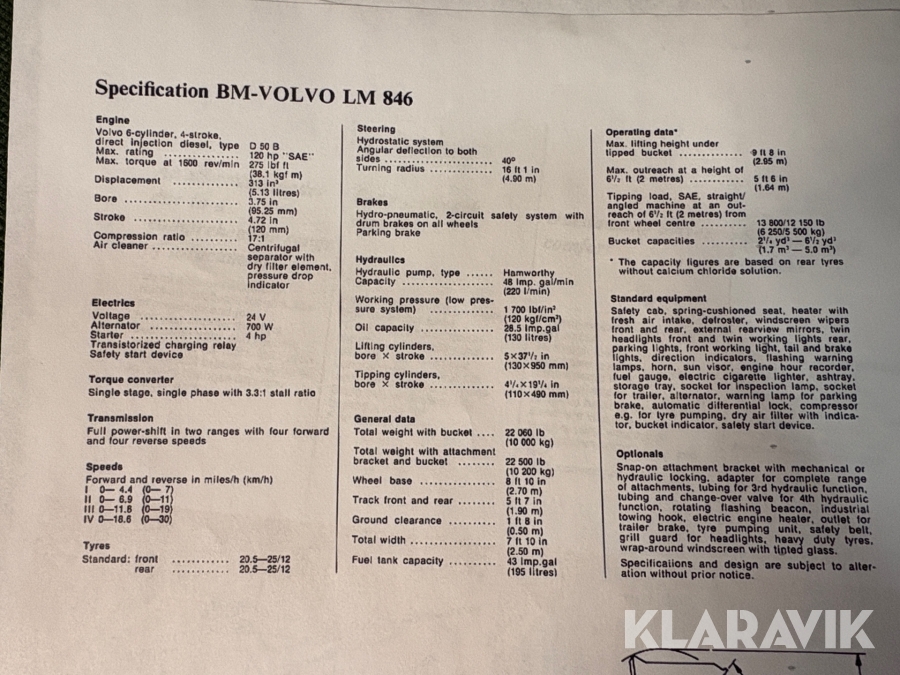 Specification BM-VOLVO LM 846
Engine
Volvo 6-cylinder, 4-stroke,
direct injection diesel, type D 50 B
Max. rating .............. 120 hp "SAE"
Max. torque at 1600 rev/min 275 lbf ft
(38.1 kgf m)
Displacement ............ 313 in³
(5.13 litres)
Bore ..................... 3.75 in
(95.25 mm)
Stroke ................... 4.72 in
(120 mm)
Compression ratio ........ 17:1
Air cleaner ............... Centrifugal
separator with
dry filter element,
pressure drop
indicator
Electrics
Voltage .................. 24 V
Alternator ................ 700 W
Starter ................... 4 hp
Transistorized charging relay
Safety start device
Torque converter
Single stage, single phase with 3.3:1 stall ratio
Transmission
Full power-shift in two ranges with four forward
and four reverse speeds
Speeds
Forward and reverse in miles/h (km/h)
I 0— 4.4 (0— 7)
II 0— 6.9 (0—11)
III 0—11.8 (0—19)
IV 0—18.6 (0—30)
Tyres
Standard: front ............ 20.5—25/12
rear ............ 20.5—25/12
Steering
Hydrostatic system
Angular deflection to both
sides ..................... 40°
Turning radius ............ 16 ft 1 in
(4.90 m)
Brakes
Hydro-pneumatic, 2-circuit safety system with
drum brakes on all wheels
Parking brake
Hydraulics
Hydraulic pump, type ...... Hamworthy
Capacity .................. 48 imp. gal/min
(220 l/min)
Working pressure (low pres-
sure system) .............. 1 700 lbf/in²
(120 kgf/cm²)
Oil capacity .............. 28.5 imp.gal
(130 litres)
Lifting cylinders,
bore × stroke ............. 5×37¹/₂ in
(130×950 mm)
Tipping cylinders,
bore × stroke ............. 4¹/₄×19¹/₄ in
(110×490 mm)
General data
Total weight with bucket .... 22 060 lb
(10 000 kg)
Total weight with attachment
bracket and bucket ........ 22 500 lb
(10 200 kg)
Wheel base ............... 8 ft 10 in
(2.70 m)
Track front and rear ....... 5 ft 7 in
(1.90 m)
Ground clearance .......... 1 ft 8 in
(0.50 m)
Total width ............... 7 ft 10 in
(2.50 m)
Fuel tank capacity ......... 43 imp.gal
(195 litres)
Operating data*
Max. lifting height under
tipped bucket .............. 9 ft 8 in
(2.95 m)
Max. outreach at a height of
6¹/₂ ft (2 metres) ........... 5 ft 6 in
(1.64 m)
Tipping load, SAE, straight/
angled machine at an out-
reach of 6¹/₂ ft (2 metres) from
front wheel centre .......... 13 800/12 150 lb
(6 250/5 500 kg)
Bucket capacities .......... 2¹/₄ yd³ — 6¹/₂ yd³
(1.7 m³ — 5.0 m³)
* The capacity figures are based on rear tyres
without calcium chloride solution.
Standard equipment
Safety cab, spring-cushioned seat, heater with
fresh air intake, defroster, windscreen wipers
front and rear, external rearview mirrors, twin
headlights front and twin working lights rear,
parking lights, front working light, tail and brake
lights, direction indicators, flashing warning
lamps, horn, sun visor, engine hour recorder,
fuel gauge, electric cigarette lighter, ashtray,
storage tray, socket for inspection lamp, socket
for trailer, alternator, warning lamp for parking
brake, automatic differential lock, compressor
e.g. for tyre pumping, dry air filter with indica-
tor, bucket indicator, safety start device.
Optionals
Snap-on attachment bracket with mechanical or
hydraulic locking, adapter for complete range
of attachments, tubing for 3rd hydraulic function,
tubing and change-over valve for 4th hydraulic
function, rotating flashing beacon, industrial
towing hook, electric engine heater, outlet for
trailer brake, tyre pumping unit, safety belt,
grill guard for headlights, heavy duty tyres,
wrap-around windscreen with tinted glass.
Specifications and design are subject to alter-
ation without prior notice.
KLARAVIK